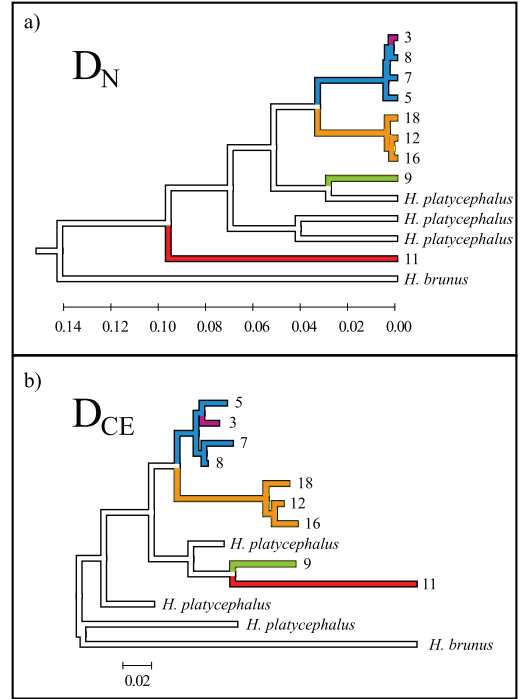 a)
D_N
3
8
7
5
18
12
16
9
H. platycephalus
H. platycephalus
H. platycephalus
11
H. brunus
0.14 0.12 0.10 0.08 0.06 0.04 0.02 0.00
b)
D_CE
5
3
7
8
18
12
16
H. platycephalus
9
11
H. platycephalus
H. platycephalus
H. brunus
0.02